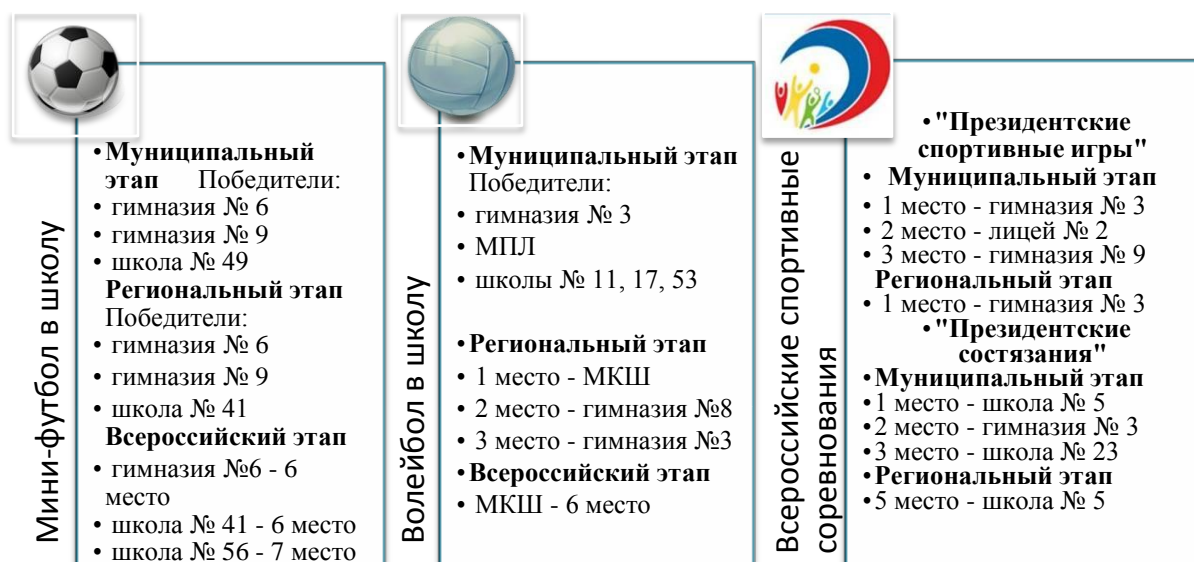 Мини-футбол в школу
•Муниципальный
этап Победители:
• гимназия № 6
• гимназия № 9
• школа № 49
Региональный этап
Победители:
• гимназия № 6
• гимназия № 9
• школа № 41
Всероссийский этап
• гимназия №6 - 6
место
• школа № 41 - 6 место
• школа № 56 - 7 место
Волейбол в школу
•Муниципальный этап
Победители:
• гимназия № 3
• МПЛ
• школы № 11, 17, 53
•Региональный этап
• 1 место - МКШ
• 2 место - гимназия №8
• 3 место - гимназия №3
•Всероссийский этап
• МКШ - 6 место
Всероссийские спортивные
соревнования
•"Президентские
спортивные игры"
• Муниципальный этап
• 1 место - гимназия № 3
• 2 место - лицей № 2
• 3 место - гимназия № 9
Региональный этап
• 1 место - гимназия № 3
•"Президентские
состязания"
•Муниципальный этап
•1 место - школа № 5
•2 место - гимназия № 3
•3 место - школа № 23
•Региональный этап
•5 место - школа № 5